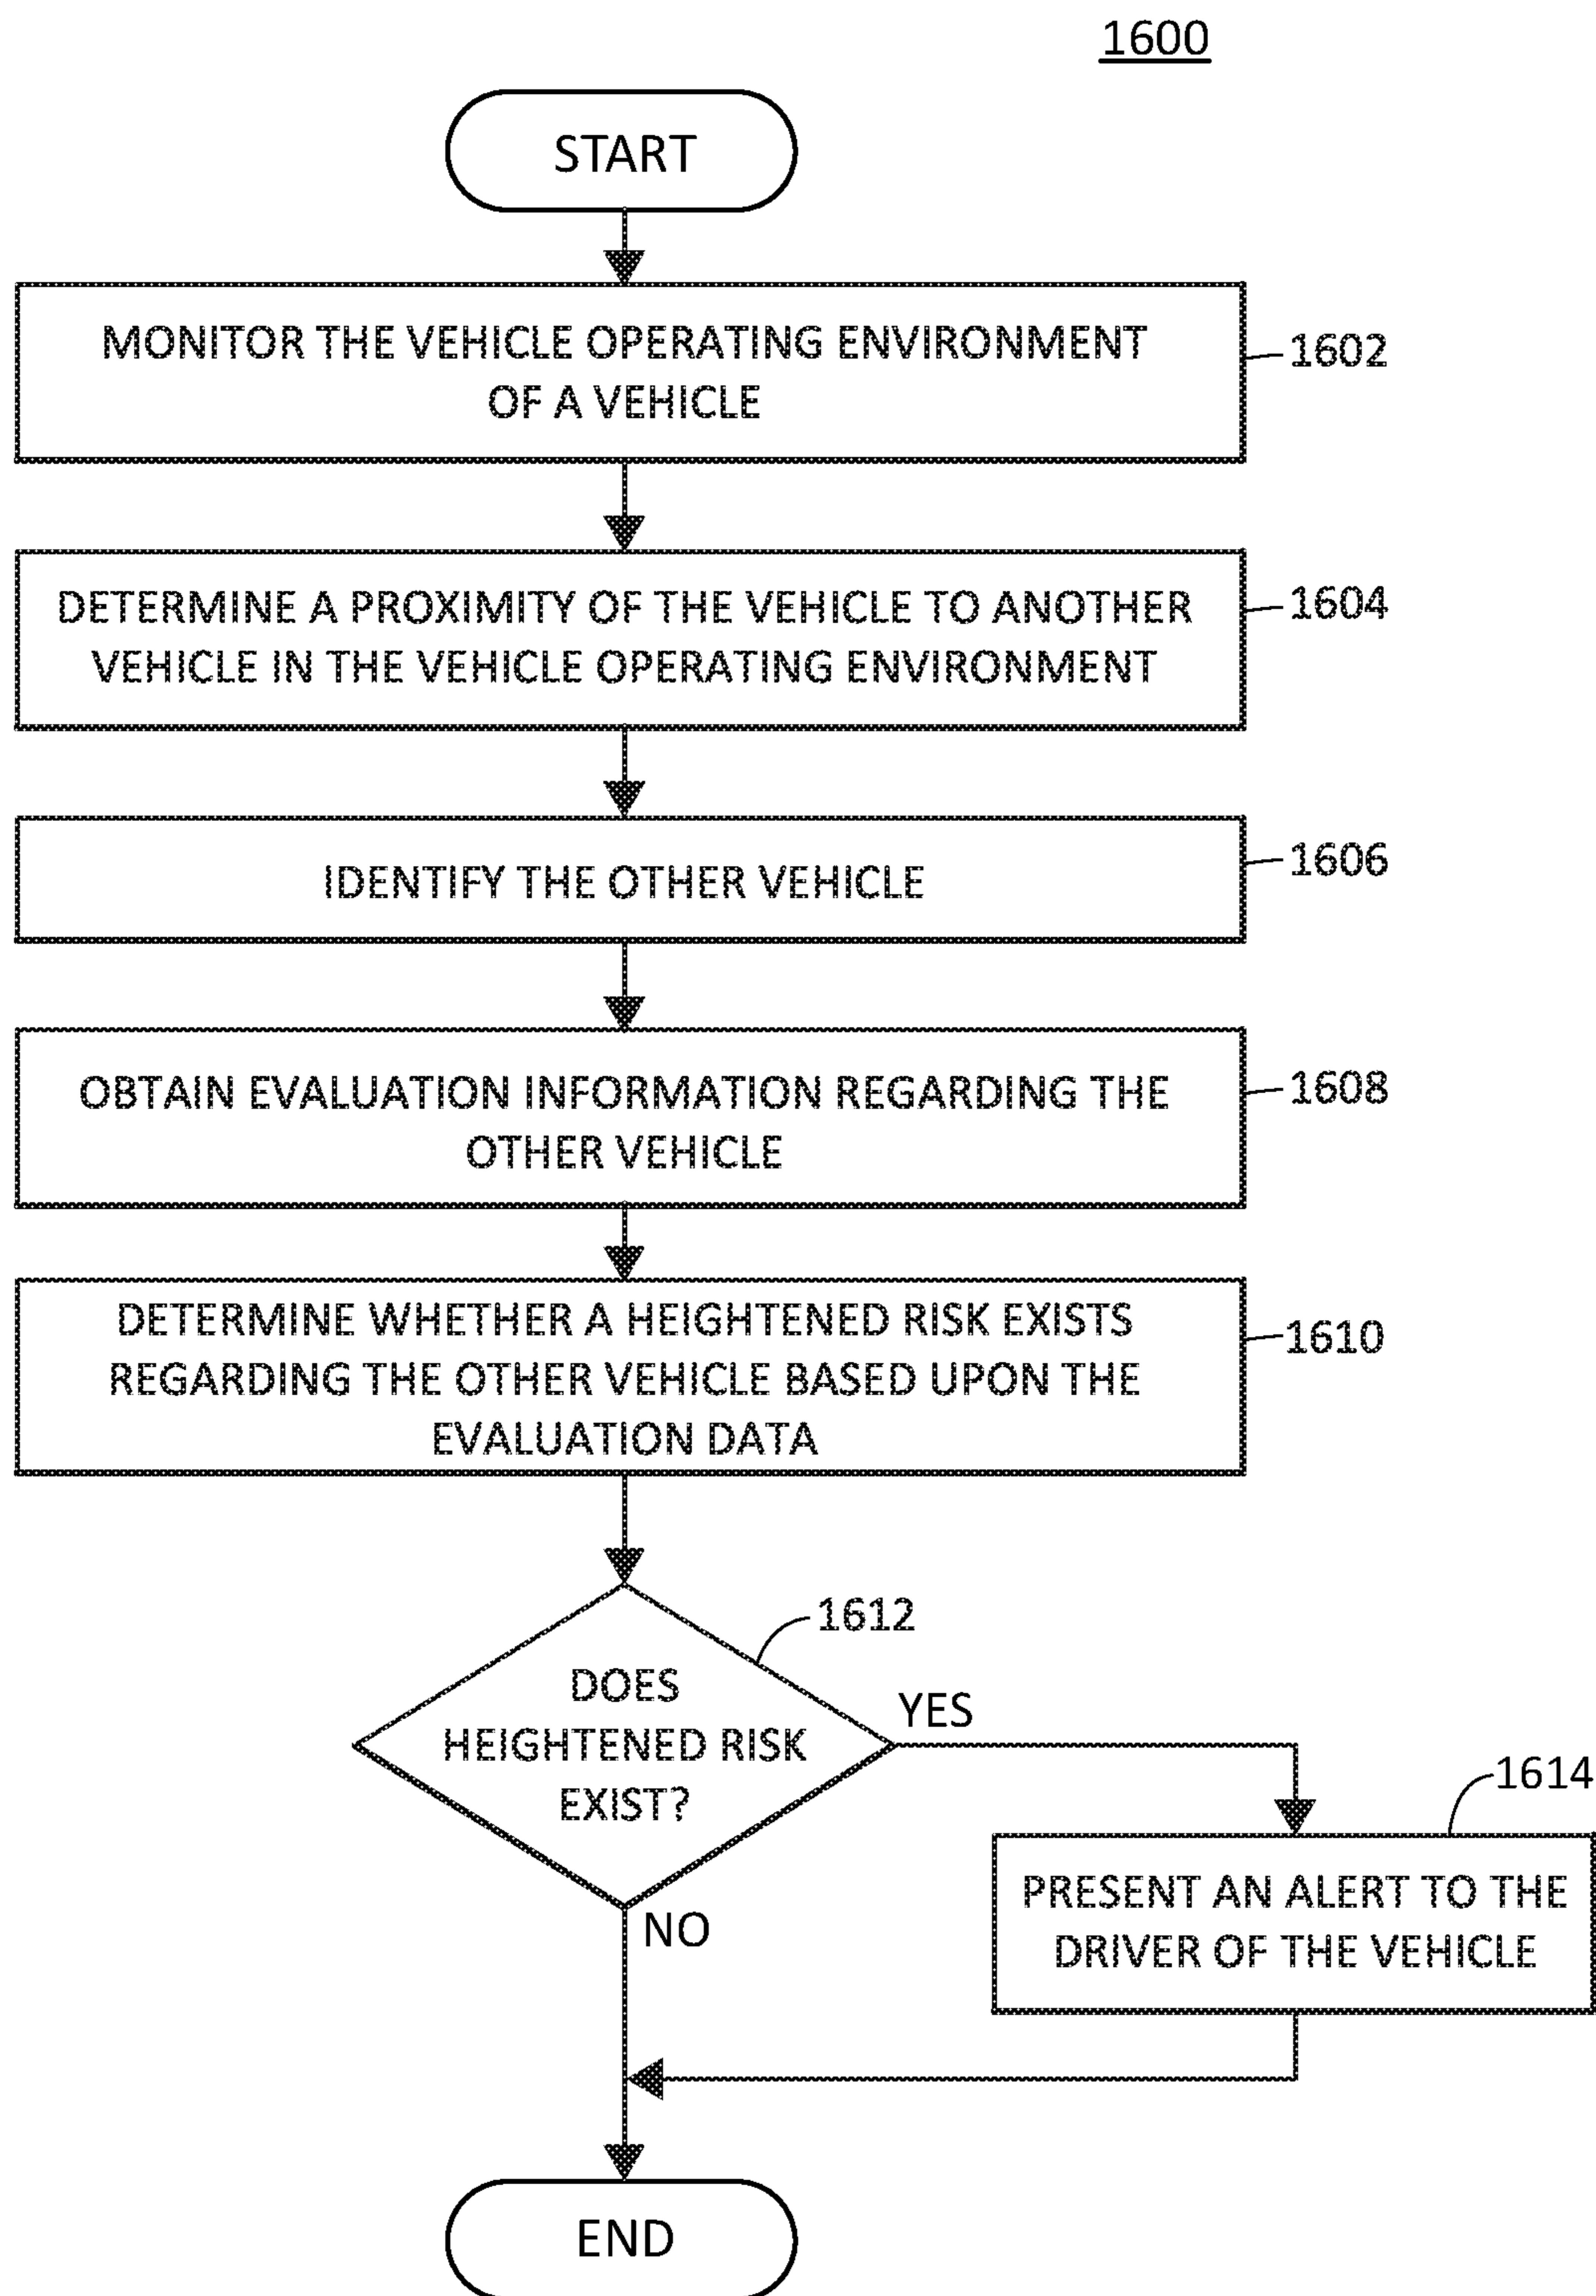 1600
START
MONITOR THE VEHICLE OPERATING ENVIRONMENT
OF A VEHICLE
1602
DETERMINE A PROXIMITY OF THE VEHICLE TO ANOTHER
VEHICLE IN THE VEHICLE OPERATING ENVIRONMENT
1604
IDENTIFY THE OTHER VEHICLE
1606
OBTAIN EVALUATION INFORMATION REGARDING THE
OTHER VEHICLE
1608
DETERMINE WHETHER A HEIGHTENED RISK EXISTS
REGARDING THE OTHER VEHICLE BASED UPON THE
EVALUATION DATA
1610
1612
DOES
HEIGHTENED RISK
EXIST?
YES
NO
1614
PRESENT AN ALERT TO THE
DRIVER OF THE VEHICLE
END